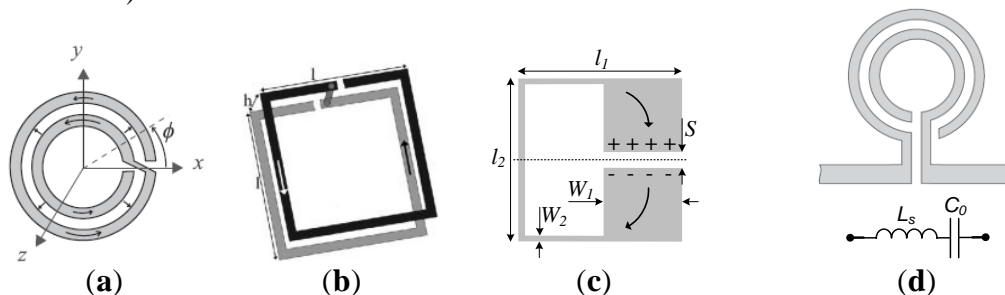 y
ϕ
x
z
(a)
l
h
l
(b)
l1
S
+ + + +
l2
- - - -
W1
W2
(c)
Ls
C0
(d)